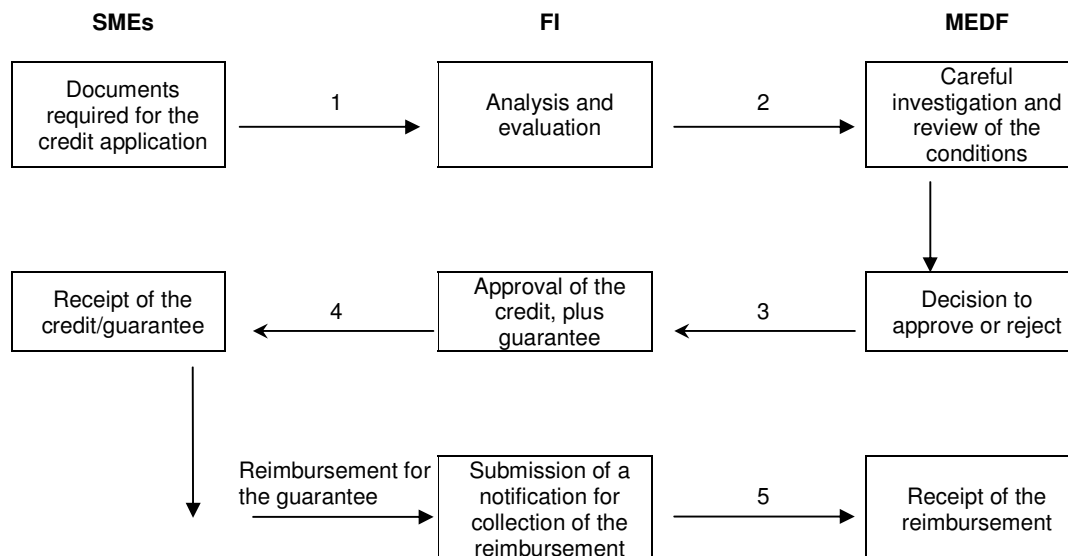 SMEs
FI
MEDF
Documents
required for the
credit application
1
Analysis and
evaluation
2
Careful
investigation and
review of the
conditions
Receipt of the
credit/guarantee
4
Approval of the
credit, plus
guarantee
3
Decision to
approve or reject
Reimbursement for
the guarantee
Submission of a
notification for
collection of the
reimbursement
5
Receipt of the
reimbursement